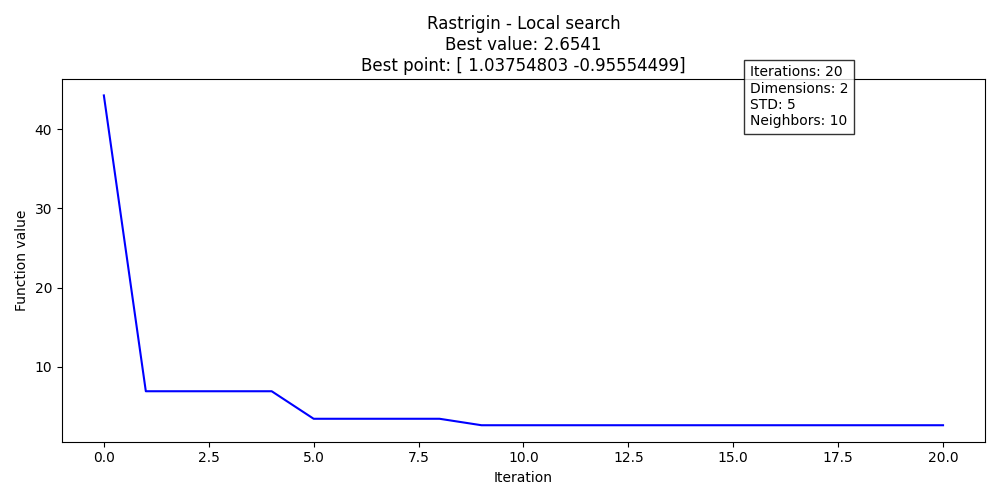 Rastrigin - Local search
Best value: 2.6541
Best point: [ 1.03754803 -0.95554499]
Iterations: 20
Dimensions: 2
STD: 5
Neighbors: 10
Function value
40
30
20
10
0.0 2.5 5.0 7.5 10.0 12.5 15.0 17.5 20.0
Iteration